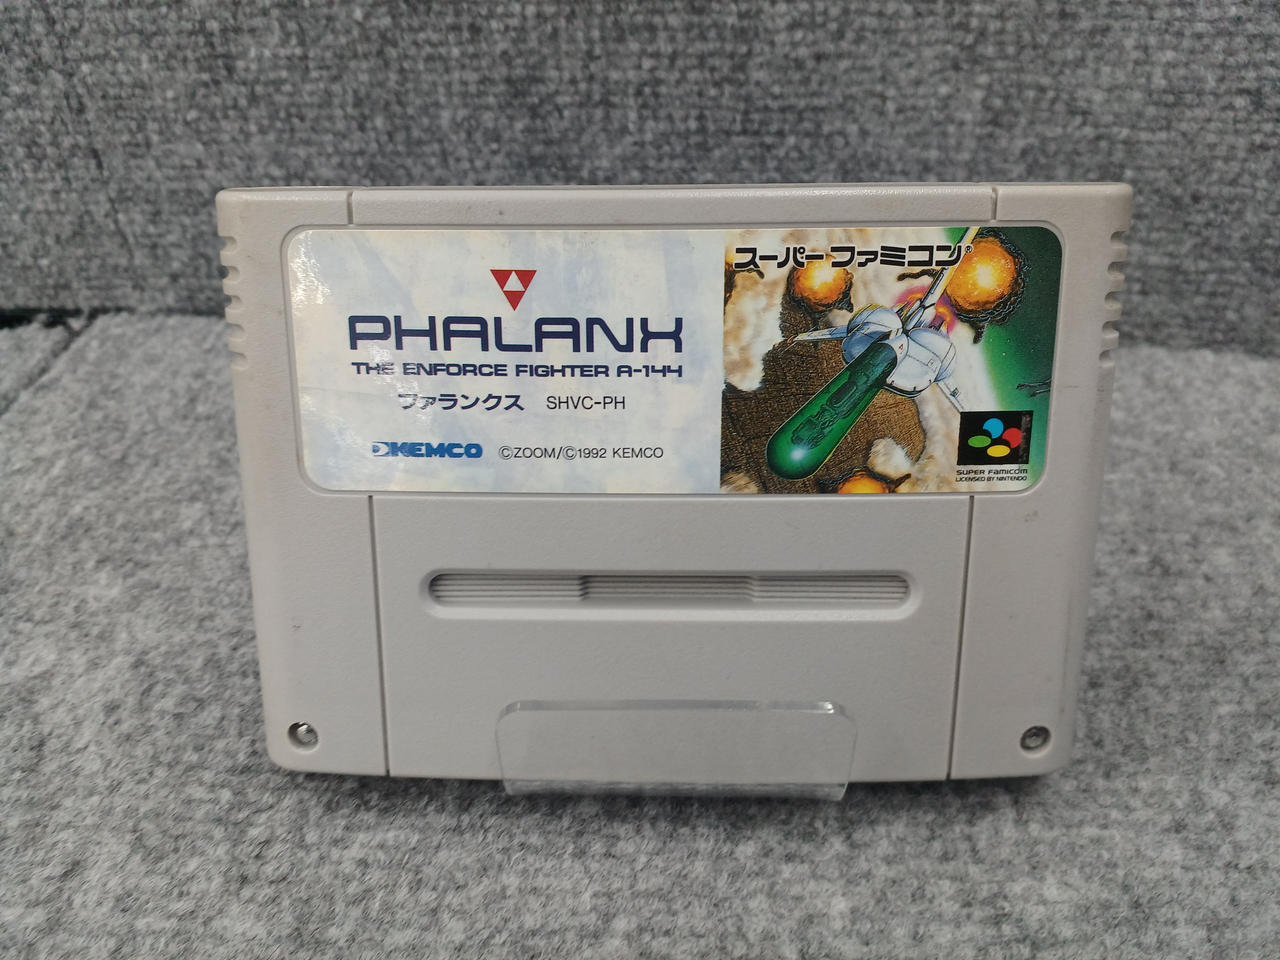 PHALANX
THE ENFORCE FIGHTER A-144
ファランクス SHVC-PH
KEMCO ©ZOOM/©1992 KEMCO
スーパーファミコン®
SUPER FAMICOM
LICENSED BY NINTENDO